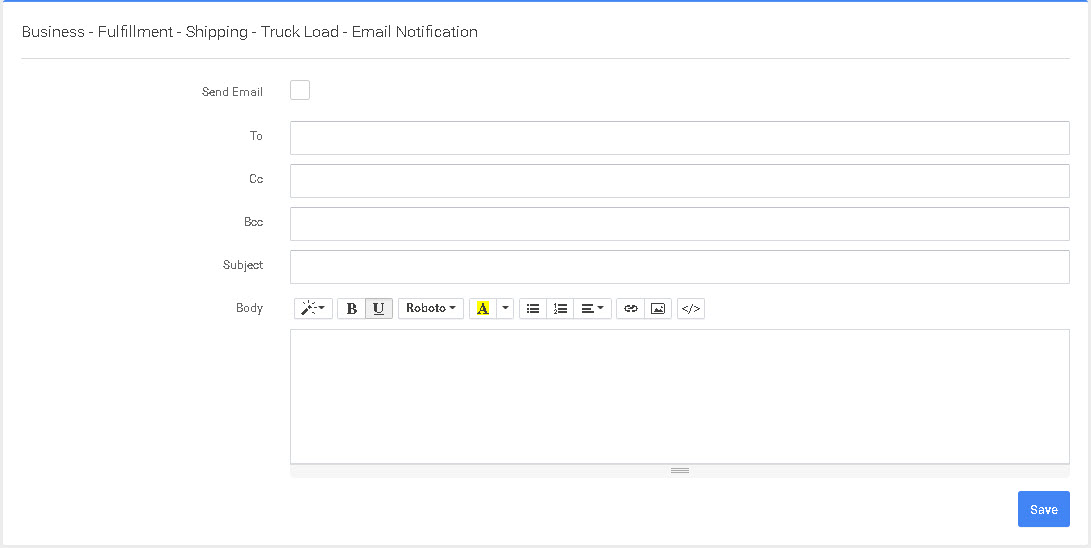 Business - Fulfillment - Shipping - Truck Load - Email Notification
Send Email
To
Cc
Bcc
Subject
Body B U Roboto A </>
Save